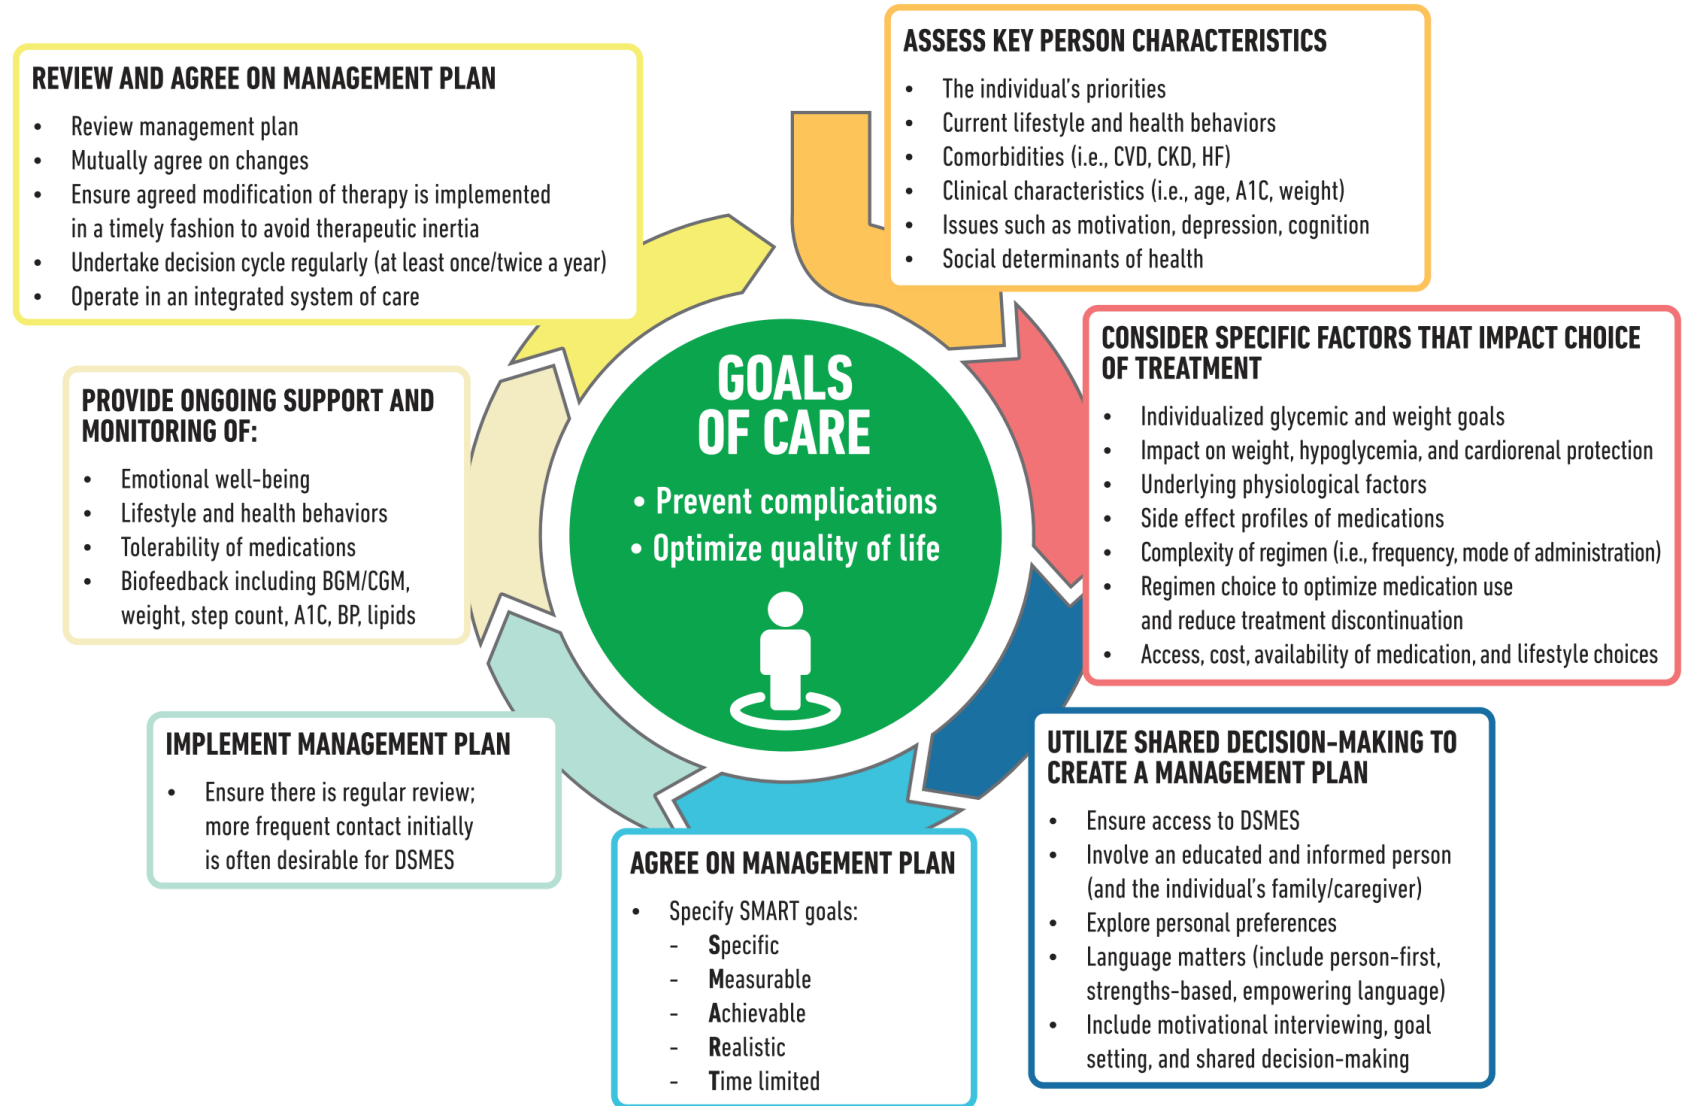 ASSESS KEY PERSON CHARACTERISTICS
• The individual's priorities
• Current lifestyle and health behaviors
• Comorbidities (i.e., CVD, CKD, HF)
• Clinical characteristics (i.e., age, A1C, weight)
• Issues such as motivation, depression, cognition
• Social determinants of health
CONSIDER SPECIFIC FACTORS THAT IMPACT CHOICE
OF TREATMENT
• Individualized glycemic and weight goals
• Impact on weight, hypoglycemia, and cardiorenal protection
• Underlying physiological factors
• Side effect profiles of medications
• Complexity of regimen (i.e., frequency, mode of administration)
• Regimen choice to optimize medication use
and reduce treatment discontinuation
• Access, cost, availability of medication, and lifestyle choices
UTILIZE SHARED DECISION-MAKING TO
CREATE A MANAGEMENT PLAN
• Ensure access to DSMES
• Involve an educated and informed person
(and the individual's family/caregiver)
• Explore personal preferences
• Language matters (include person-first,
strengths-based, empowering language)
• Include motivational interviewing, goal
setting, and shared decision-making
AGREE ON MANAGEMENT PLAN
• Specify SMART goals:
- Specific
- Measurable
- Achievable
- Realistic
- Time limited
IMPLEMENT MANAGEMENT PLAN
• Ensure there is regular review;
more frequent contact initially
is often desirable for DSMES
PROVIDE ONGOING SUPPORT AND
MONITORING OF:
• Emotional well-being
• Lifestyle and health behaviors
• Tolerability of medications
• Biofeedback including BGM/CGM,
weight, step count, A1C, BP, lipids
REVIEW AND AGREE ON MANAGEMENT PLAN
• Review management plan
• Mutually agree on changes
• Ensure agreed modification of therapy is implemented
in a timely fashion to avoid therapeutic inertia
• Undertake decision cycle regularly (at least once/twice a year)
• Operate in an integrated system of care
GOALS
OF CARE
• Prevent complications
• Optimize quality of life